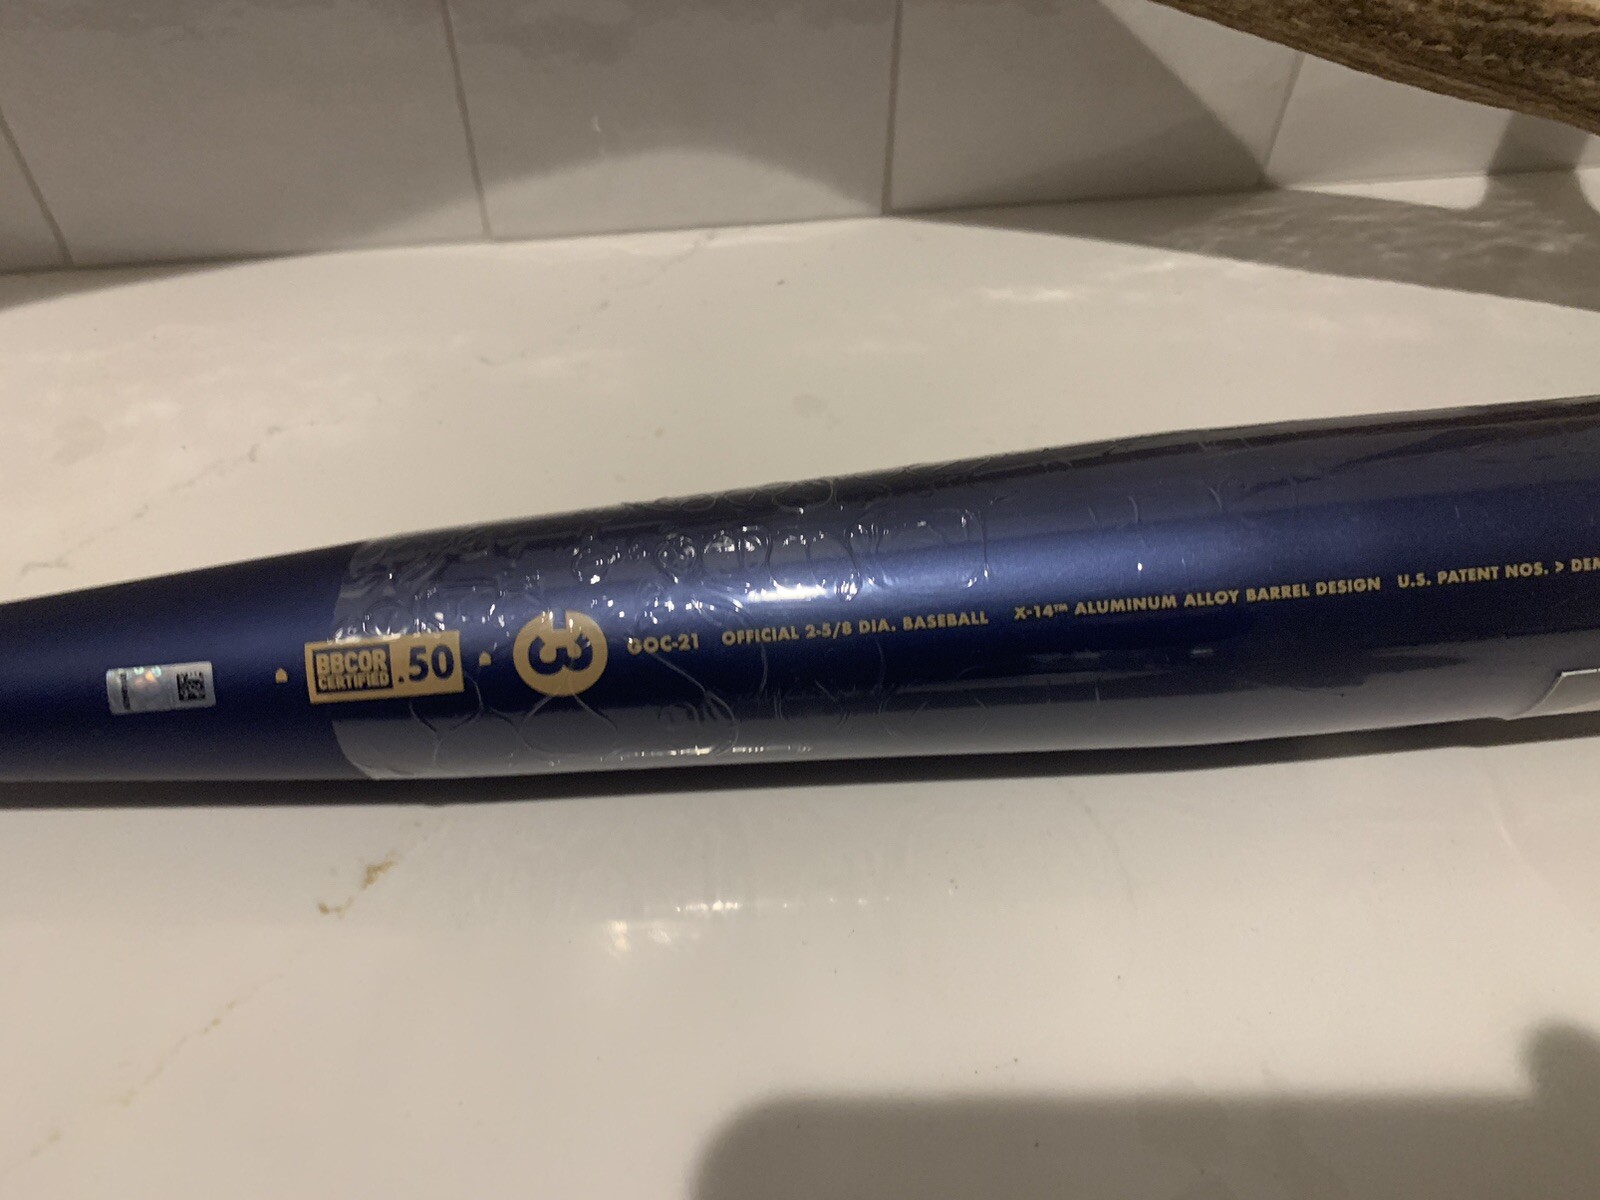 BBCOR
CERTIFIED
.50
3
GOC-21 OFFICIAL 2-5/8 DIA. BASEBALL X-14™ ALUMINUM ALLOY BARREL DESIGN U.S. PATENT NOS. >